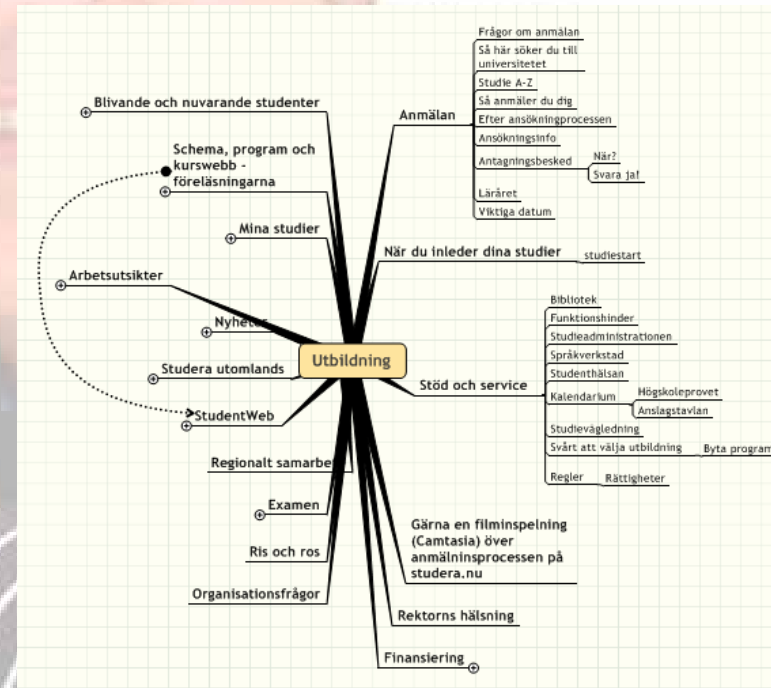 Utbildning
Blivande och nuvarande studenter
Schema, program och
kurswebb -
föreläsningarna
Mina studier
Arbetsutsikter
Nyheter
Studera utomlands
StudentWeb
Regionalt samarbe
Examen
Ris och ros
Organisationsfrågor
Anmälan
Frågor om anmälan
Så här söker du till
universitetet
Studie A-Z
Så anmäler du dig
Efter ansökningprocessen
Ansökningsinfo
Antagningsbesked
När?
Svara ja!
Läråret
Viktiga datum
När du inleder dina studier
studiestart
Stöd och service
Bibliotek
Funktionshinder
Studieadministrationen
Språkverkstad
Studenthälsan
Kalendarium
Högskoleprovet
Anslagstavlan
Studievägledning
Svårt att välja utbildning
Byta program
Regler
Rättigheter
Gärna en filminspelning
(Camtasia) över
anmälninsprocessen på
studera.nu
Rektorns hälsning
Finansiering